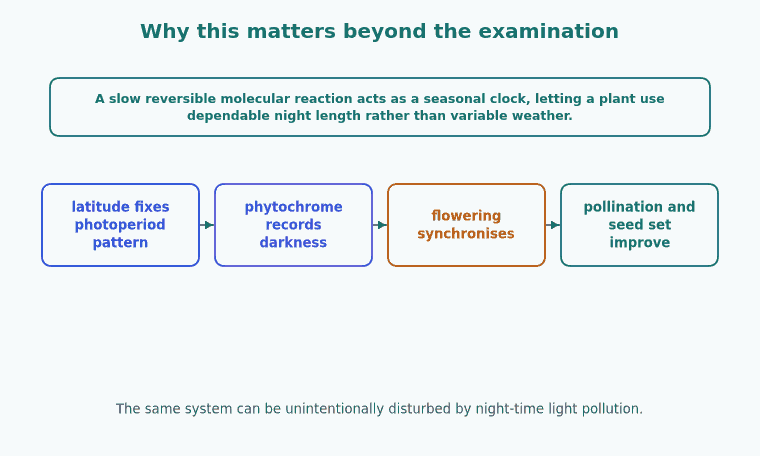 Why this matters beyond the examination
A slow reversible molecular reaction acts as a seasonal clock, letting a plant use
dependable night length rather than variable weather.
latitude fixes
photoperiod
pattern
phytochrome
records
darkness
flowering
synchronises
pollination and
seed set
improve
The same system can be unintentionally disturbed by night-time light pollution.